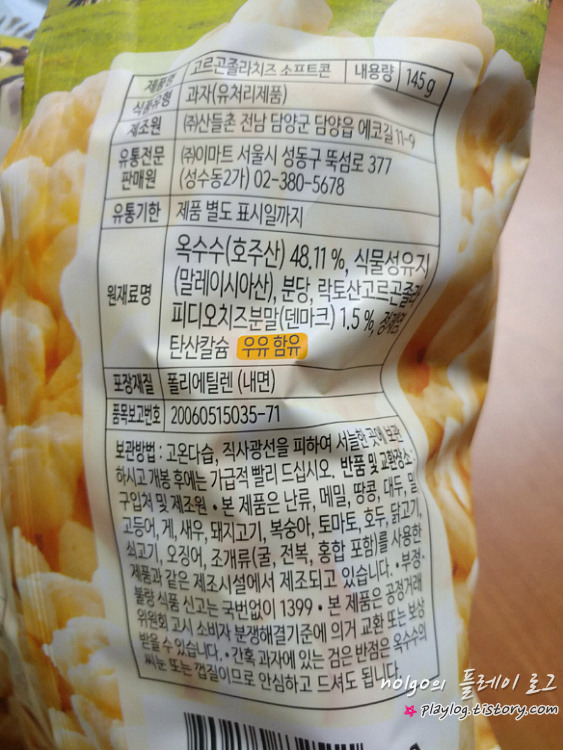 제품명 고르곤졸라치즈 소프트콘 내용량 145g
식품유형 과자(유처리제품)
제조원 (주)산들촌 전남 담양군 담양읍 에코길 11-9
유통전문 (주)이마트 서울시 성동구 뚝섬로 377
판매원 (성수동2가) 02-380-5678
유통기한 제품 별도 표시일까지
옥수수(호주산) 48.11 %, 식물성유지
원재료명 (말레이시아산), 분당, 락토산고르곤졸라
피디오치즈분말(덴마크) 1.5 %, 정제염,
탄산칼슘 우유 함유
포장재질 폴리에틸렌 (내면)
품목보고번호 20060515035-71
보관방법 : 고온다습, 직사광선을 피하여 서늘한 곳에 보관
하시고 개봉 후에는 가급적 빨리 드십시오. 반품 및 교환장소:
구입처 및 제조원 • 본 제품은 난류, 메밀, 땅콩, 대두, 밀,
고등어, 게, 새우, 돼지고기, 복숭아, 토마토, 호두, 닭고기,
쇠고기, 오징어, 조개류(굴, 전복, 홍합 포함)를 사용한
제품과 같은 제조시설에서 제조되고 있습니다. • 부정·
불량 식품 신고는 국번없이 1399 • 본 제품은 공정거래
위원회 고시 소비자 분쟁해결기준에 의거 교환 또는 보상
받을 수 있습니다. • 간혹 과자에 있는 검은 반점은 옥수수의
씨눈 또는 껍질이므로 안심하고 드셔도 됩니다.
nolgo의 플레이 로그
playlog.tistory.com